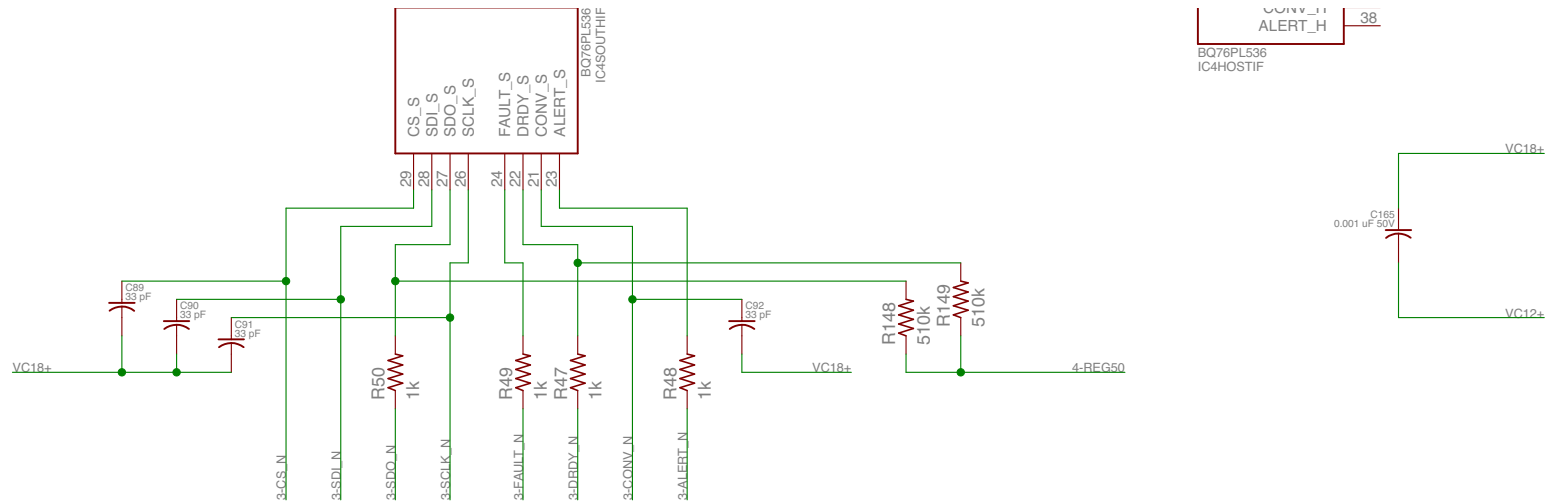 CONV_H
ALERT_H
38
BQ76PL536
IC4HOSTIF
BQ76PL536
IC4SOUTHIF
CS_S
SDI_S
SDO_S
SCLK_S
FAULT_S
DRDY_S
CONV_S
ALERT_S
29
28
27
26
24
22
21
23
VC18+
C165
0.001 uF 50V
VC12+
C89
33 pF
C90
33 pF
C91
33 pF
C92
33 pF
R148
510k
R149
510k
VC18+
R50
1k
R49
1k
R47
1k
R48
1k
VC18+
4-REG50
3-CS_N
3-SDI_N
3-SDO_N
3-SCLK_N
3-FAULT_N
3-DRDY_N
3-CONV_N
3-ALERT_N